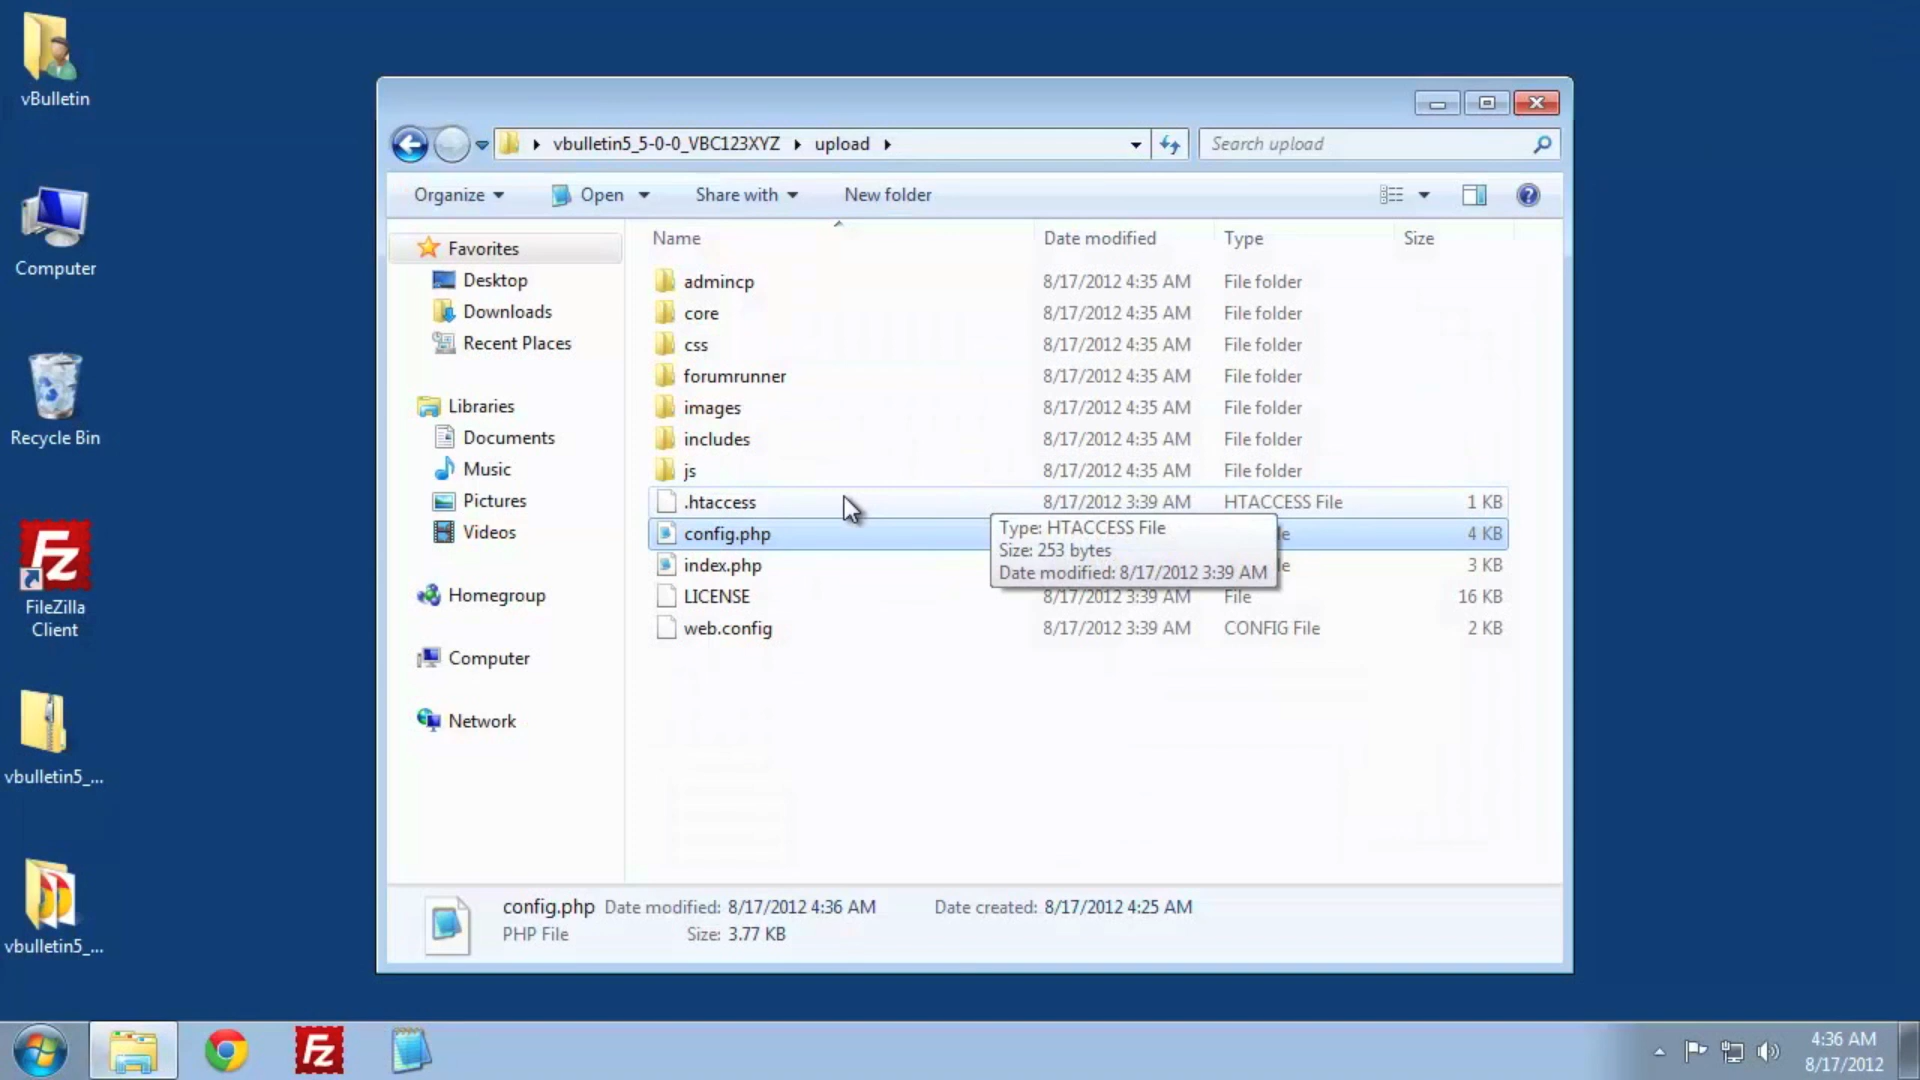 vBulletin
Computer
Recycle Bin
FileZilla
Client
vbulletin5_...
vbulletin5_...
vbulletin5_5-0-0_VBC123XYZ upload
Search upload
Organize Open Share with New folder
Favorites
Desktop
Downloads
Recent Places
Libraries
Documents
Music
Pictures
Videos
Homegroup
Computer
Network
Name Date modified Type Size
admincp 8/17/2012 4:35 AM File folder
core 8/17/2012 4:35 AM File folder
css 8/17/2012 4:35 AM File folder
forumrunner 8/17/2012 4:35 AM File folder
images 8/17/2012 4:35 AM File folder
includes 8/17/2012 4:35 AM File folder
js 8/17/2012 4:35 AM File folder
.htaccess 8/17/2012 3:39 AM HTACCESS File 1 KB
config.php le 4 KB
index.php le 3 KB
LICENSE 8/17/2012 3:39 AM File 16 KB
web.config 8/17/2012 3:39 AM CONFIG File 2 KB
Type: HTACCESS File
Size: 253 bytes
Date modified: 8/17/2012 3:39 AM
config.php Date modified: 8/17/2012 4:36 AM Date created: 8/17/2012 4:25 AM
PHP File Size: 3.77 KB
Fz
Fz
4:36 AM
8/17/2012